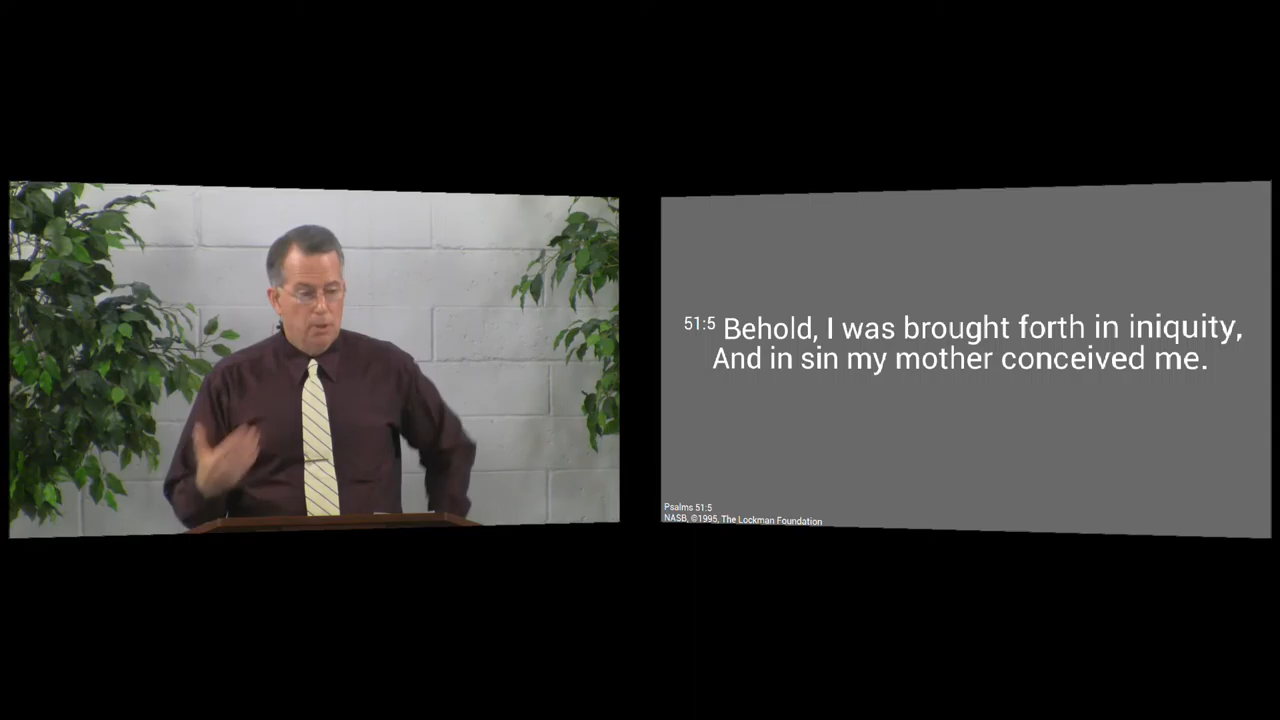 51:5 Behold, I was brought forth in iniquity,
And in sin my mother conceived me.
Psalms 51:5
NASB, ©1995, The Lockman Foundation